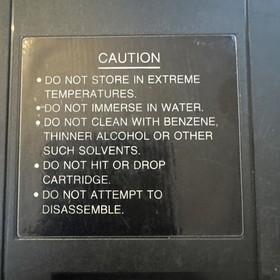 CAUTION
• DO NOT STORE IN EXTREME
TEMPERATURES.
• DO NOT IMMERSE IN WATER.
• DO NOT CLEAN WITH BENZENE,
THINNER ALCOHOL OR OTHER
SUCH SOLVENTS.
• DO NOT HIT OR DROP
CARTRIDGE.
• DO NOT ATTEMPT TO
DISASSEMBLE.